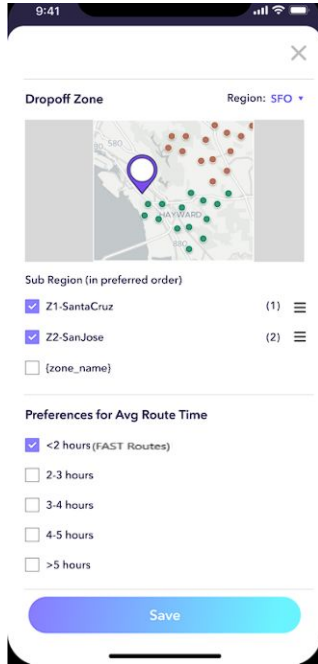 9:41
Dropoff Zone
Region: SFO
580
HAYWARD
880
Sub Region (in preferred order)
Z1-SantaCruz (1)
Z2-SanJose (2)
{zone_name}
Preferences for Avg Route Time
<2 hours(FAST Routes)
2-3 hours
3-4 hours
4-5 hours
>5 hours
Save